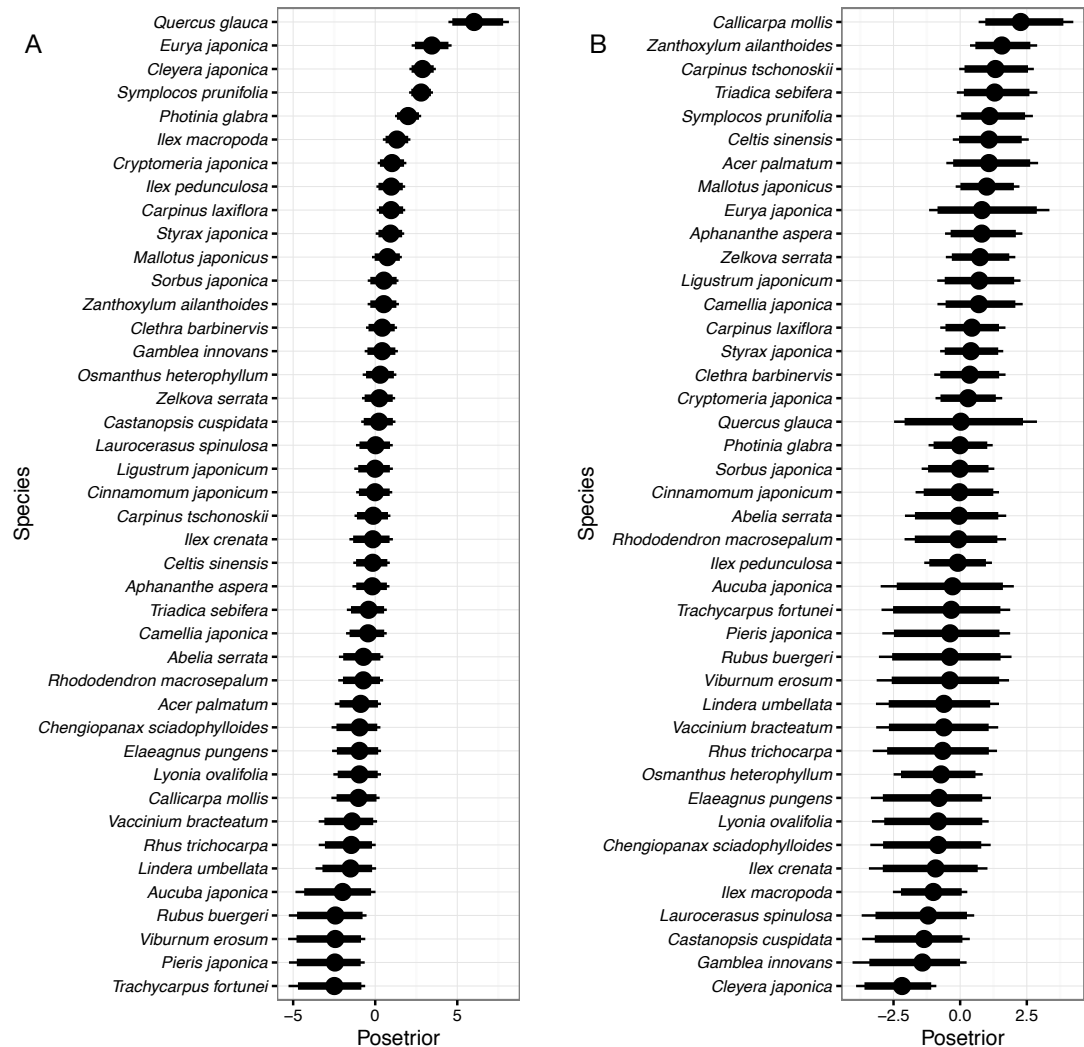 A
Quercus glauca
Eurya japonica
Cleyera japonica
Symplocos prunifolia
Photinia glabra
Ilex macropoda
Cryptomeria japonica
Ilex pedunculosa
Carpinus laxiflora
Styrax japonica
Mallotus japonicus
Sorbus japonica
Zanthoxylum ailanthoides
Clethra barbinervis
Gamblea innovans
Osmanthus heterophyllum
Zelkova serrata
Castanopsis cuspidata
Laurocerasus spinulosa
Ligustrum japonicum
Cinnamomum japonicum
Carpinus tschonoskii
Ilex crenata
Celtis sinensis
Aphananthe aspera
Triadica sebifera
Camellia japonica
Abelia serrata
Rhododendron macrosepalum
Acer palmatum
Chengiopanax sciadophylloides
Elaeagnus pungens
Lyonia ovalifolia
Callicarpa mollis
Vaccinium bracteatum
Rhus trichocarpa
Lindera umbellata
Aucuba japonica
Rubus buergeri
Viburnum erosum
Pieris japonica
Trachycarpus fortunei
Species
−5 0 5
Posetrior
B
Callicarpa mollis
Zanthoxylum ailanthoides
Carpinus tschonoskii
Triadica sebifera
Symplocos prunifolia
Celtis sinensis
Acer palmatum
Mallotus japonicus
Eurya japonica
Aphananthe aspera
Zelkova serrata
Ligustrum japonicum
Camellia japonica
Carpinus laxiflora
Styrax japonica
Clethra barbinervis
Cryptomeria japonica
Quercus glauca
Photinia glabra
Sorbus japonica
Cinnamomum japonicum
Abelia serrata
Rhododendron macrosepalum
Ilex pedunculosa
Aucuba japonica
Trachycarpus fortunei
Pieris japonica
Rubus buergeri
Viburnum erosum
Lindera umbellata
Vaccinium bracteatum
Rhus trichocarpa
Osmanthus heterophyllum
Elaeagnus pungens
Lyonia ovalifolia
Chengiopanax sciadophylloides
Ilex crenata
Ilex macropoda
Laurocerasus spinulosa
Castanopsis cuspidata
Gamblea innovans
Cleyera japonica
Species
−2.5 0.0 2.5
Posetrior